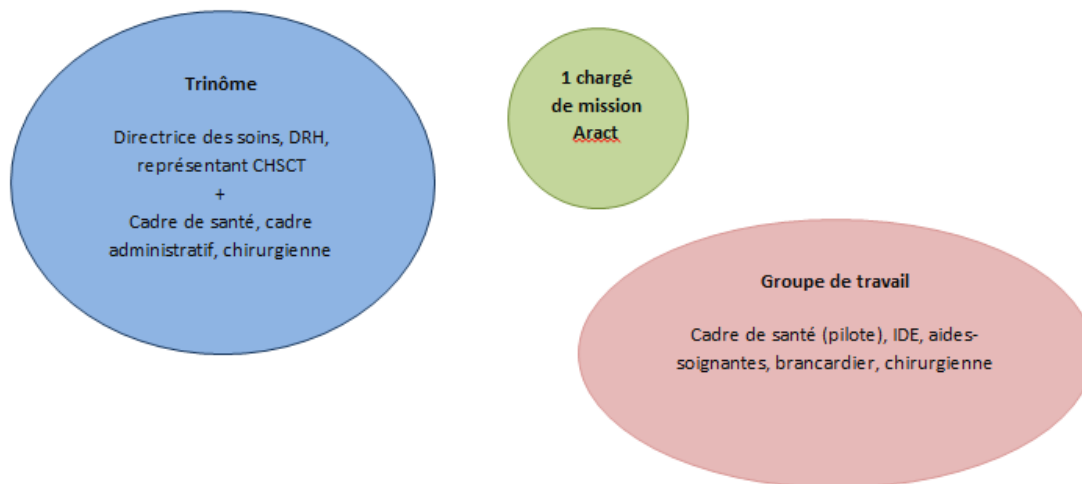 Trinôme
Directrice des soins, DRH,
représentant CHSCT
+
Cadre de santé, cadre
administratif, chirurgienne
1 chargé
de mission
Aract
Groupe de travail
Cadre de santé (pilote), IDE, aides-
soignantes, brancardier, chirurgienne